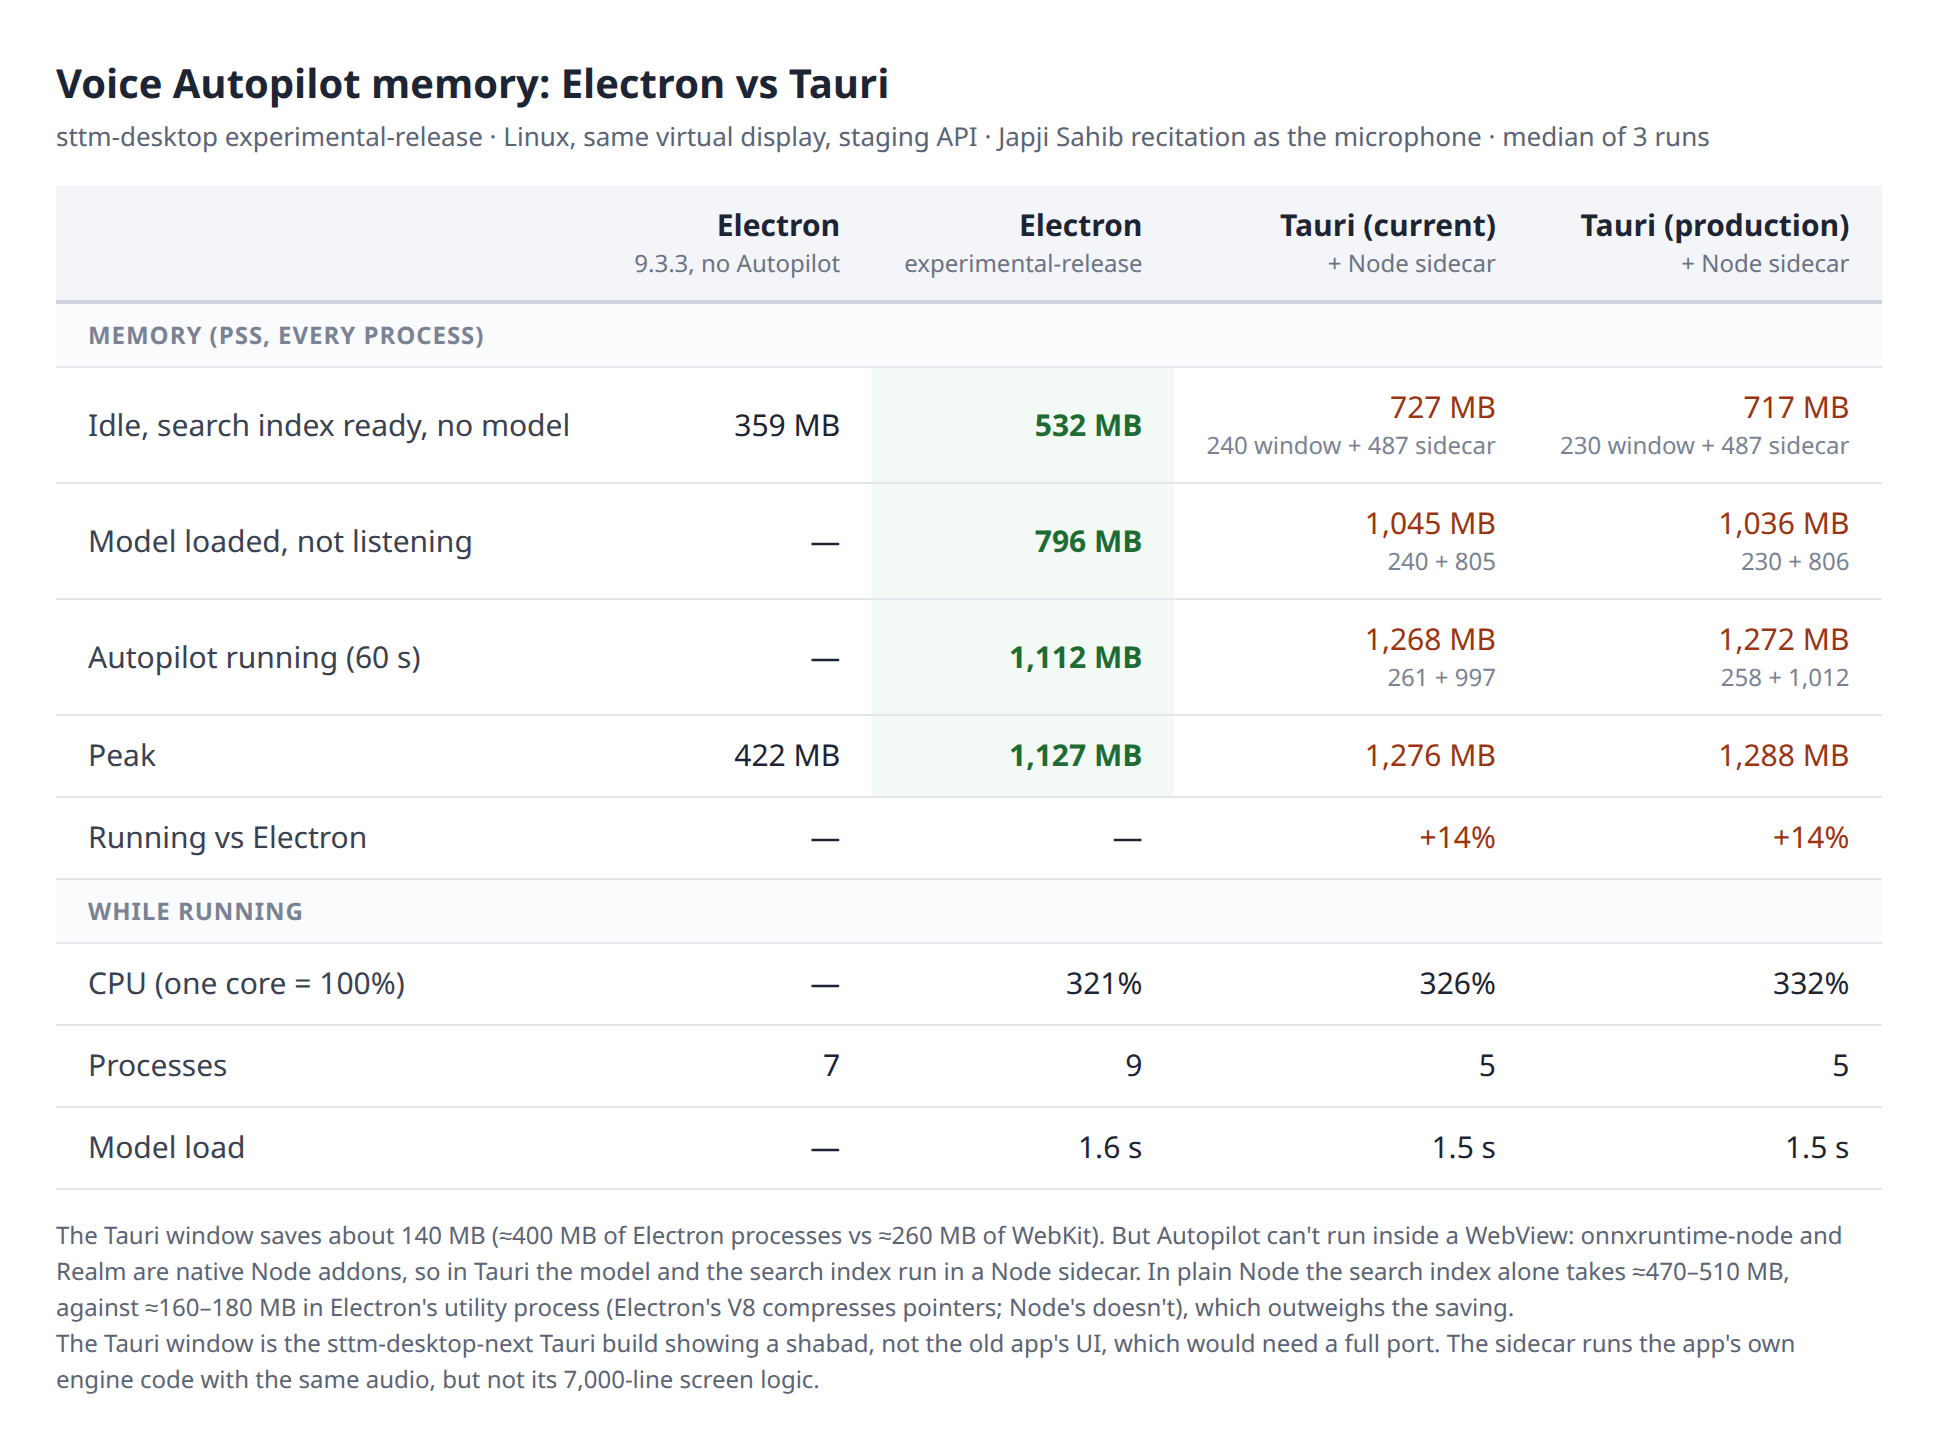 Voice Autopilot memory: Electron vs Tauri
sttm-desktop experimental-release · Linux, same virtual display, staging API · Japji Sahib recitation as the microphone · median of 3 runs
Electron Electron Tauri (current) Tauri (production)
9.3.3, no Autopilot experimental-release + Node sidecar + Node sidecar
MEMORY (PSS, EVERY PROCESS)
Idle, search index ready, no model 359 MB 532 MB 727 MB 717 MB
240 window + 487 sidecar 230 window + 487 sidecar
Model loaded, not listening — 796 MB 1,045 MB 1,036 MB
240 + 805 230 + 806
Autopilot running (60 s) — 1,112 MB 1,268 MB 1,272 MB
261 + 997 258 + 1,012
Peak 422 MB 1,127 MB 1,276 MB 1,288 MB
Running vs Electron — — +14% +14%
WHILE RUNNING
CPU (one core = 100%) — 321% 326% 332%
Processes 7 9 5 5
Model load — 1.6 s 1.5 s 1.5 s
The Tauri window saves about 140 MB (≈400 MB of Electron processes vs ≈260 MB of WebKit). But Autopilot can't run inside a WebView: onnxruntime-node and
Realm are native Node addons, so in Tauri the model and the search index run in a Node sidecar. In plain Node the search index alone takes ≈470–510 MB,
against ≈160–180 MB in Electron's utility process (Electron's V8 compresses pointers; Node's doesn't), which outweighs the saving.
The Tauri window is the sttm-desktop-next Tauri build showing a shabad, not the old app's UI, which would need a full port. The sidecar runs the app's own
engine code with the same audio, but not its 7,000-line screen logic.